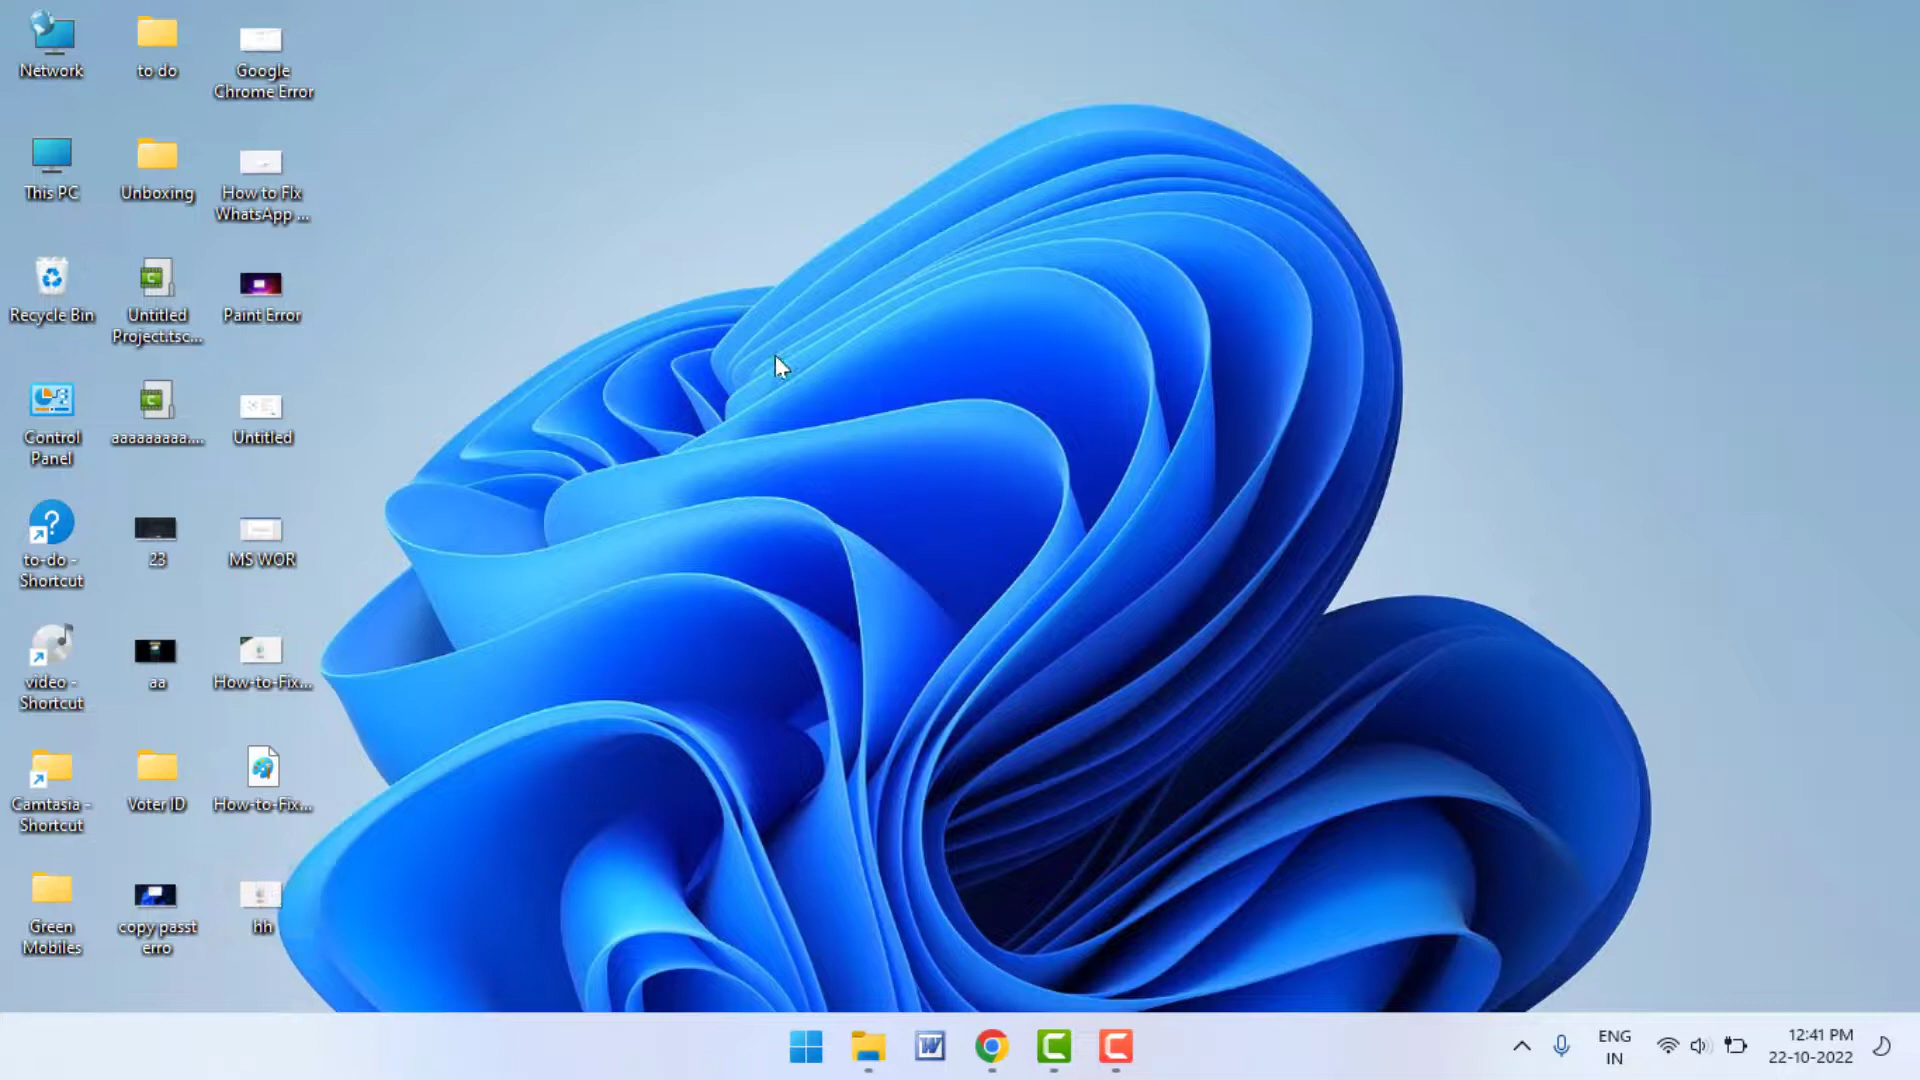 Network
to do
Google
Chrome Error
This PC
Unboxing
How to FIx
WhatsApp ...
Recycle Bin
Untitled
Project.tsc...
Paint Error
Control
Panel
aaaaaaaaa....
Untitled
to-do -
Shortcut
23
MS WOR
video -
Shortcut
aa
How-to-Fix...
Camtasia -
Shortcut
Voter ID
How-to-Fix...
Green
Mobiles
copy passt
erro
hh
ENG
IN
12:41 PM
22-10-2022